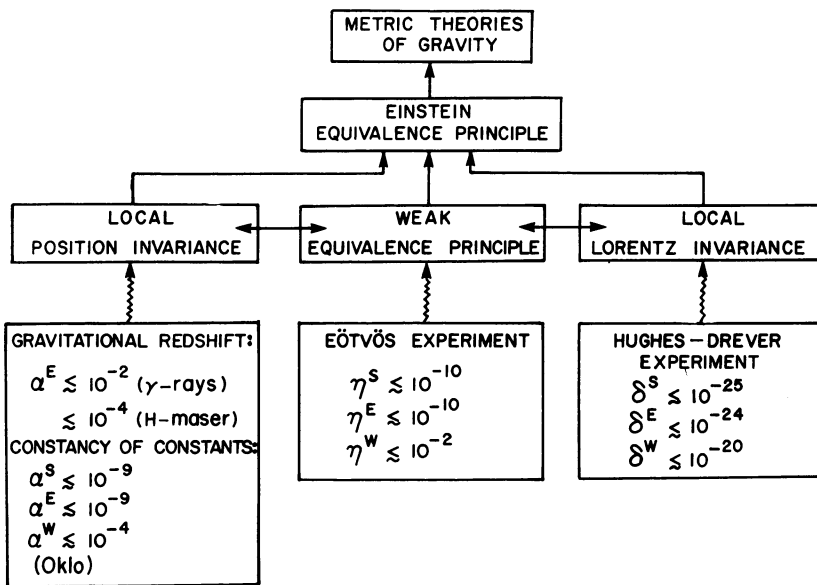 METRIC THEORIES
OF GRAVITY
EINSTEIN
EQUIVALENCE PRINCIPLE
LOCAL
POSITION INVARIANCE
WEAK
EQUIVALENCE PRINCIPLE
LOCAL
LORENTZ INVARIANCE
GRAVITATIONAL REDSHIFT:
α^E ≲ 10^-2 (γ-rays)
≲ 10^-4 (H-maser)
CONSTANCY OF CONSTANTS:
α^S ≲ 10^-9
α^E ≲ 10^-9
α^W ≲ 10^-4
(Oklo)
EÖTVÖS EXPERIMENT
η^S ≲ 10^-10
η^E ≲ 10^-10
η^W ≲ 10^-2
HUGHES-DREVER
EXPERIMENT
δ^S ≲ 10^-25
δ^E ≲ 10^-24
δ^W ≲ 10^-20